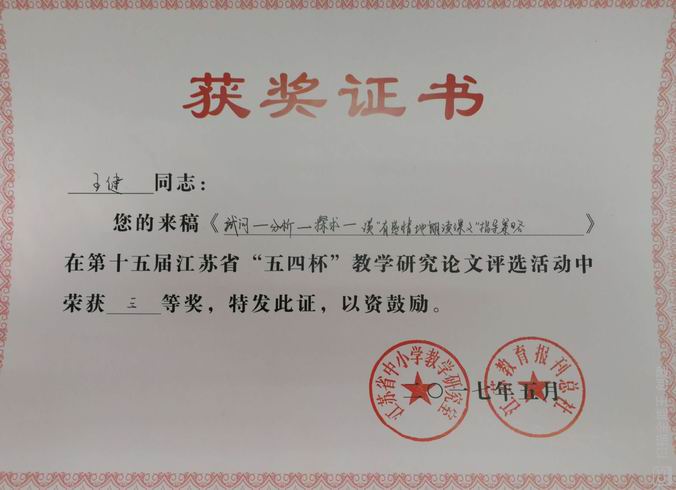 获奖证书
王健 同志：
您的来稿《试问—分析—探求—谈“有感情地朗读课文”指导策略》
在第十五届江苏省“五四杯”教学研究论文评选活动中
荣获 三 等奖，特发此证，以资鼓励。
江苏省中小学教学研究室
江苏教育报刊总社
二〇一七年五月